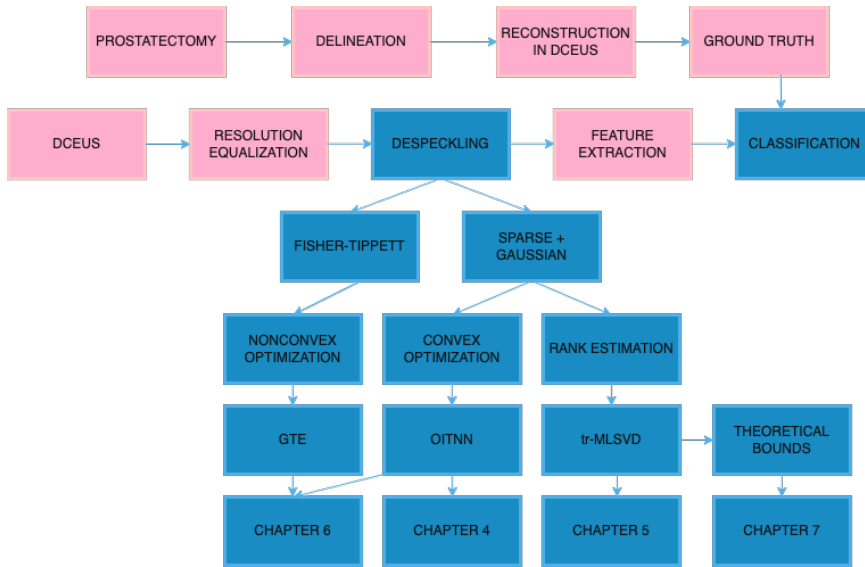 PROSTATECTOMY
DELINEATION
RECONSTRUCTION
IN DCEUS
GROUND TRUTH
DCEUS
RESOLUTION
EQUALIZATION
DESPECKLING
FEATURE
EXTRACTION
CLASSIFICATION
FISHER-TIPPETT
SPARSE +
GAUSSIAN
NONCONVEX
OPTIMIZATION
CONVEX
OPTIMIZATION
RANK ESTIMATION
GTE
OITNN
tr-MLSVD
THEORETICAL
BOUNDS
CHAPTER 6
CHAPTER 4
CHAPTER 5
CHAPTER 7